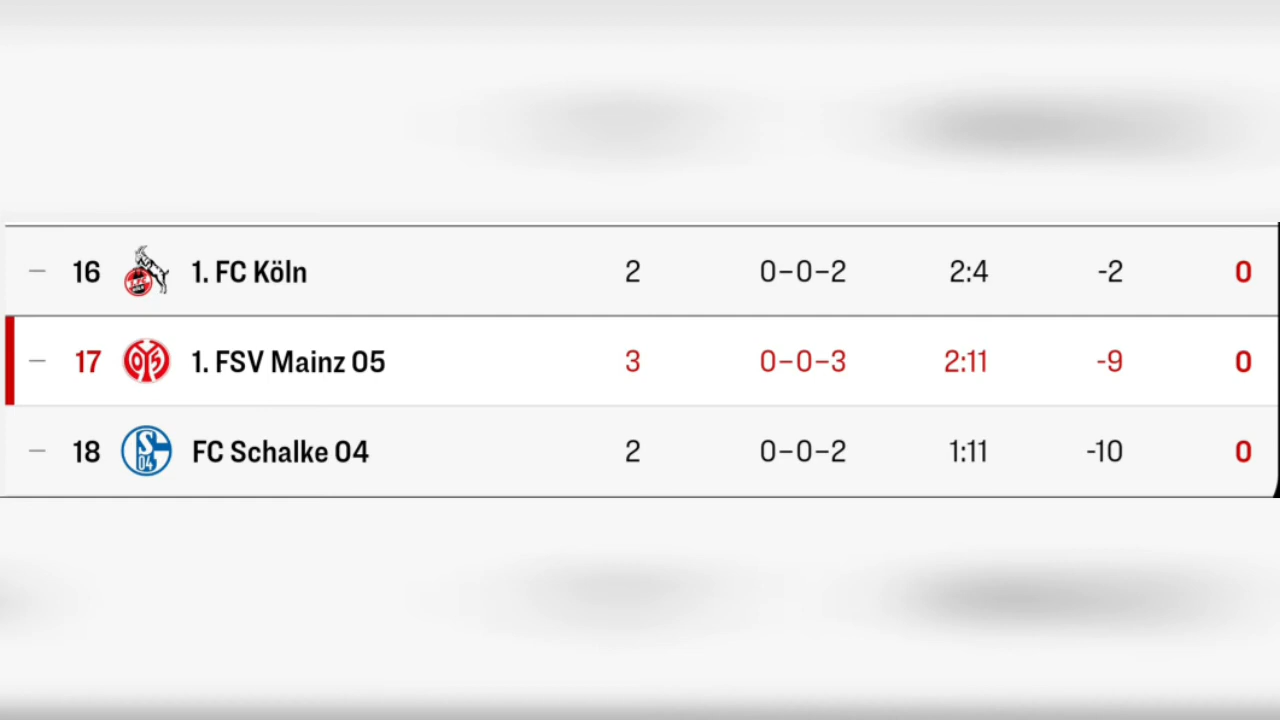 – 16 1. FC Köln 2 0–0–2 2:4 -2 0
– 17 1. FSV Mainz 05 3 0–0–3 2:11 -9 0
– 18 FC Schalke 04 2 0–0–2 1:11 -10 0